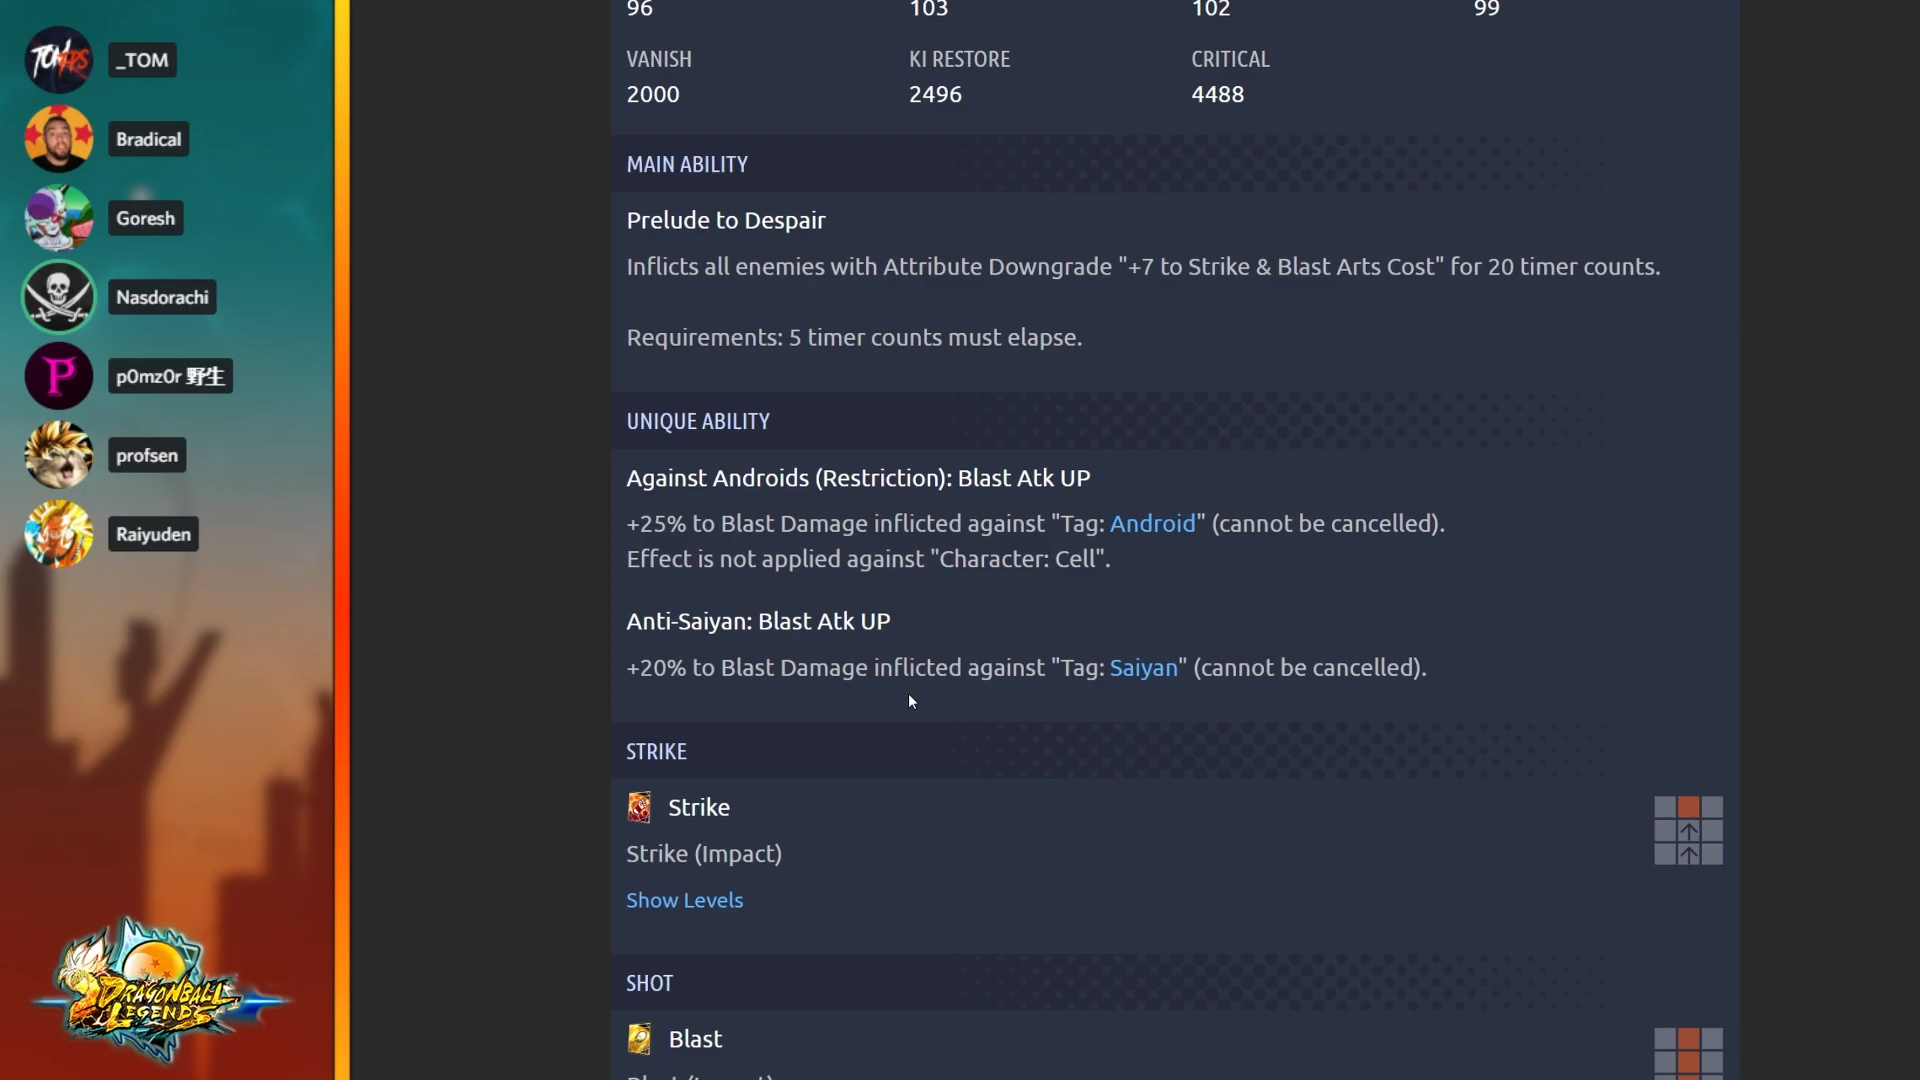 _TOM
Bradical
Goresh
Nasdorachi
p0mz0r 野生
profsen
Raiyuden
TOM FPS
P
DRAGONBALL
LEGENDS
96 103 102 99
VANISH KI RESTORE CRITICAL
2000 2496 4488
MAIN ABILITY
Prelude to Despair
Inflicts all enemies with Attribute Downgrade "+7 to Strike & Blast Arts Cost" for 20 timer counts.
Requirements: 5 timer counts must elapse.
UNIQUE ABILITY
Against Androids (Restriction): Blast Atk UP
+25% to Blast Damage inflicted against "Tag: Android" (cannot be cancelled).
Effect is not applied against "Character: Cell".
Anti-Saiyan: Blast Atk UP
+20% to Blast Damage inflicted against "Tag: Saiyan" (cannot be cancelled).
STRIKE
Strike
Strike (Impact)
Show Levels
SHOT
Blast